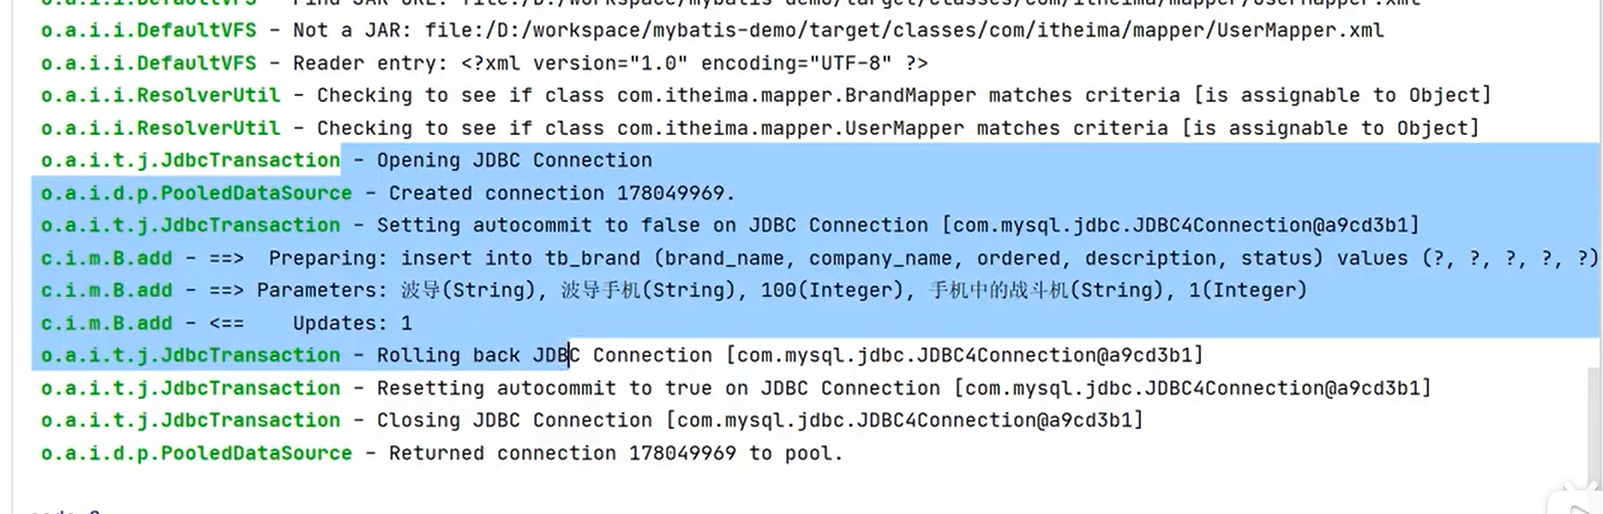 o.a.i.i.DefaultVFS - Find JAR URL: file:/D:/workspace/mybatis-demo/target/classes/com/itheima/mapper/UserMapper.xml
o.a.i.i.DefaultVFS - Not a JAR: file:/D:/workspace/mybatis-demo/target/classes/com/itheima/mapper/UserMapper.xml
o.a.i.i.DefaultVFS - Reader entry: <?xml version="1.0" encoding="UTF-8" ?>
o.a.i.i.ResolverUtil - Checking to see if class com.itheima.mapper.BrandMapper matches criteria [is assignable to Object]
o.a.i.i.ResolverUtil - Checking to see if class com.itheima.mapper.UserMapper matches criteria [is assignable to Object]
o.a.i.t.j.JdbcTransaction - Opening JDBC Connection
o.a.i.d.p.PooledDataSource - Created connection 178049969.
o.a.i.t.j.JdbcTransaction - Setting autocommit to false on JDBC Connection [com.mysql.jdbc.JDBC4Connection@a9cd3b1]
c.i.m.B.add - ==>  Preparing: insert into tb_brand (brand_name, company_name, ordered, description, status) values (?, ?, ?, ?, ?)
c.i.m.B.add - ==> Parameters: 波导(String), 波导手机(String), 100(Integer), 手机中的战斗机(String), 1(Integer)
c.i.m.B.add - <==    Updates: 1
o.a.i.t.j.JdbcTransaction - Rolling back JDBC Connection [com.mysql.jdbc.JDBC4Connection@a9cd3b1]
o.a.i.t.j.JdbcTransaction - Resetting autocommit to true on JDBC Connection [com.mysql.jdbc.JDBC4Connection@a9cd3b1]
o.a.i.t.j.JdbcTransaction - Closing JDBC Connection [com.mysql.jdbc.JDBC4Connection@a9cd3b1]
o.a.i.d.p.PooledDataSource - Returned connection 178049969 to pool.